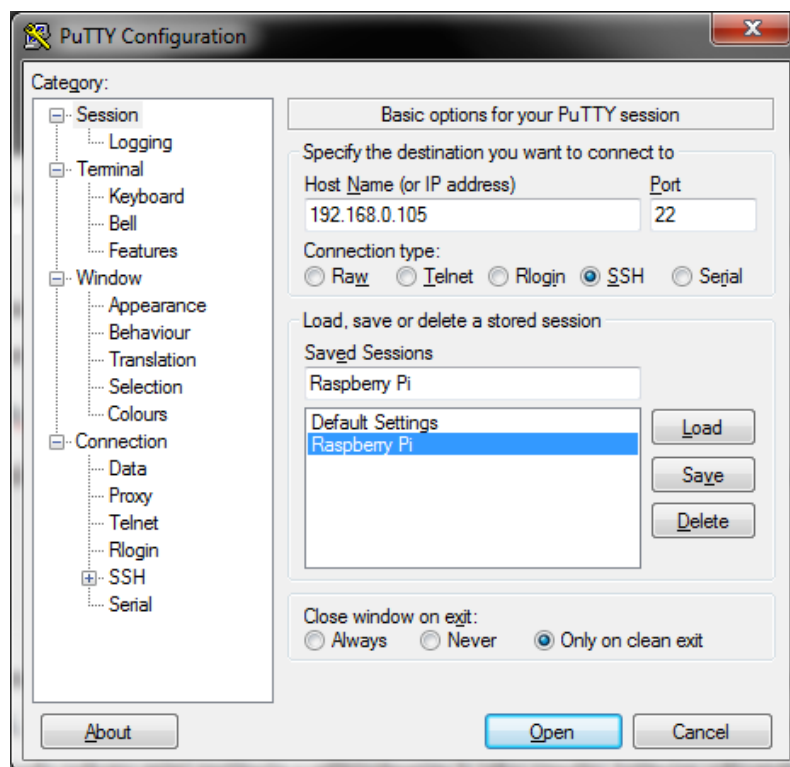 PuTTY Configuration
Category:
Session
Logging
Terminal
Keyboard
Bell
Features
Window
Appearance
Behaviour
Translation
Selection
Colours
Connection
Data
Proxy
Telnet
Rlogin
SSH
Serial
Basic options for your PuTTY session
Specify the destination you want to connect to
Host Name (or IP address) Port
192.168.0.105 22
Connection type:
Raw Telnet Rlogin SSH Serial
Load, save or delete a stored session
Saved Sessions
Raspberry Pi
Default Settings
Raspberry Pi
Load
Save
Delete
Close window on exit:
Always Never Only on clean exit
About Open Cancel